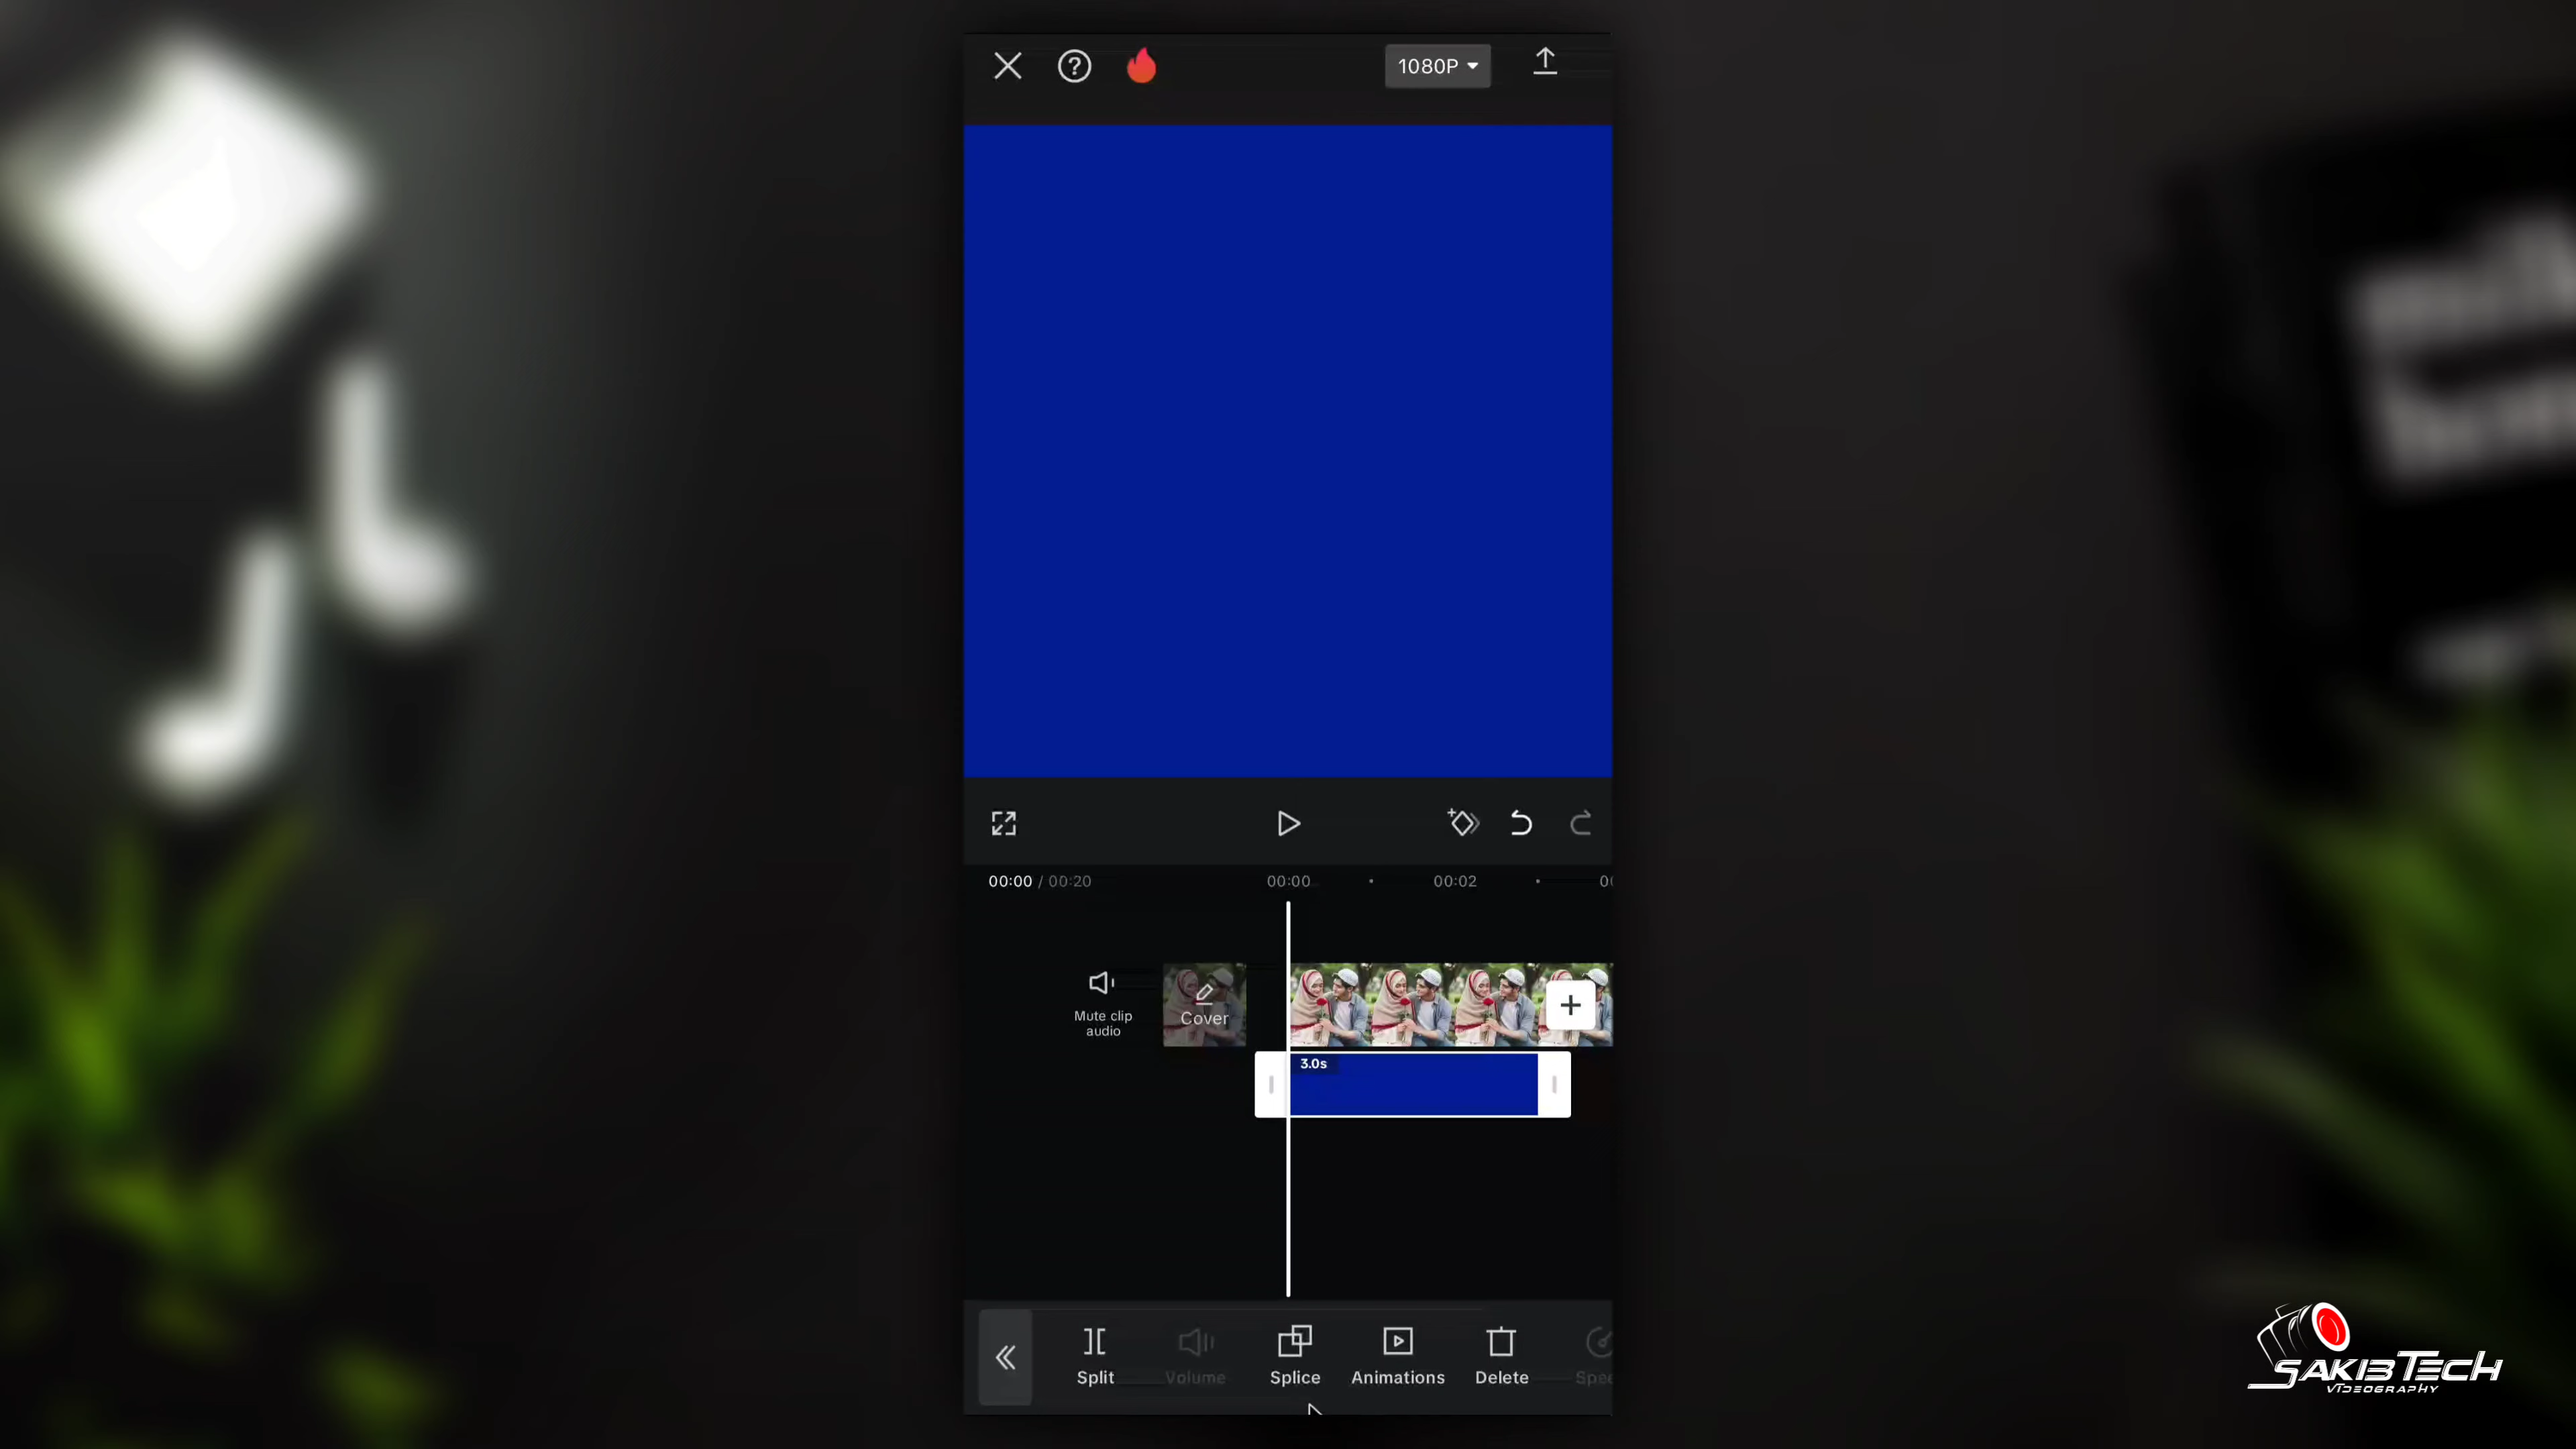 1080P
00:00 / 00:20
00:00
00:02
Mute clip
audio
Cover
3.0s
Split
Volume
Splice
Animations
Delete
SAKIBTECH
VIDEOGRAPHY